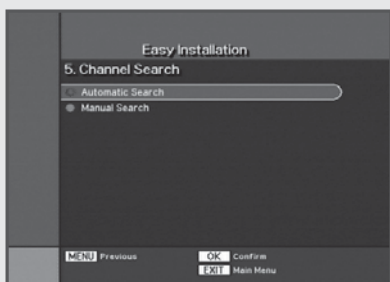 Easy Installation
5. Channel Search
Automatic Search
Manual Search
MENU Previous OK Confirm
EXIT Main Menu